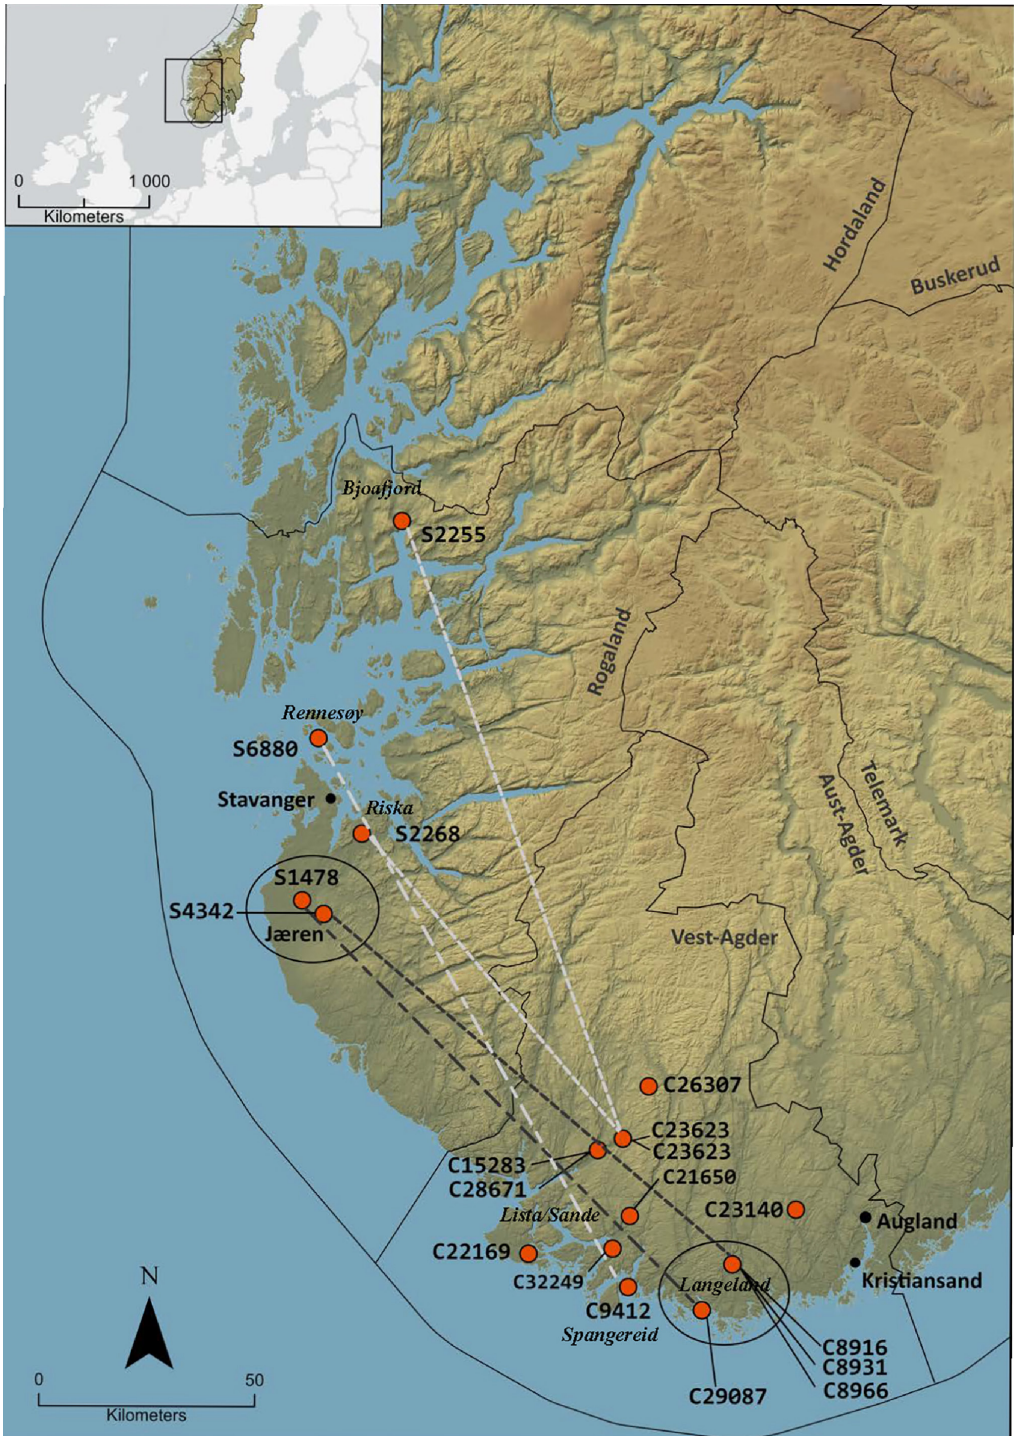 0
1 000
Kilometers
Hordaland
Buskerud
Bjoafjord
S2255
Rogaland
Rennesøy
S6880
Stavanger
Riska
S2268
Telemark
Aust-Agder
S1478
S4342
Jæren
Vest-Agder
C26307
C23623
C23623
C15283
C28671
C21650
Lista/Sande
C23140
Augland
C22169
C32249
Langeland
Kristiansand
C9412
Spangereid
N
C8916
C8931
C8966
C29087
0
50
Kilometers